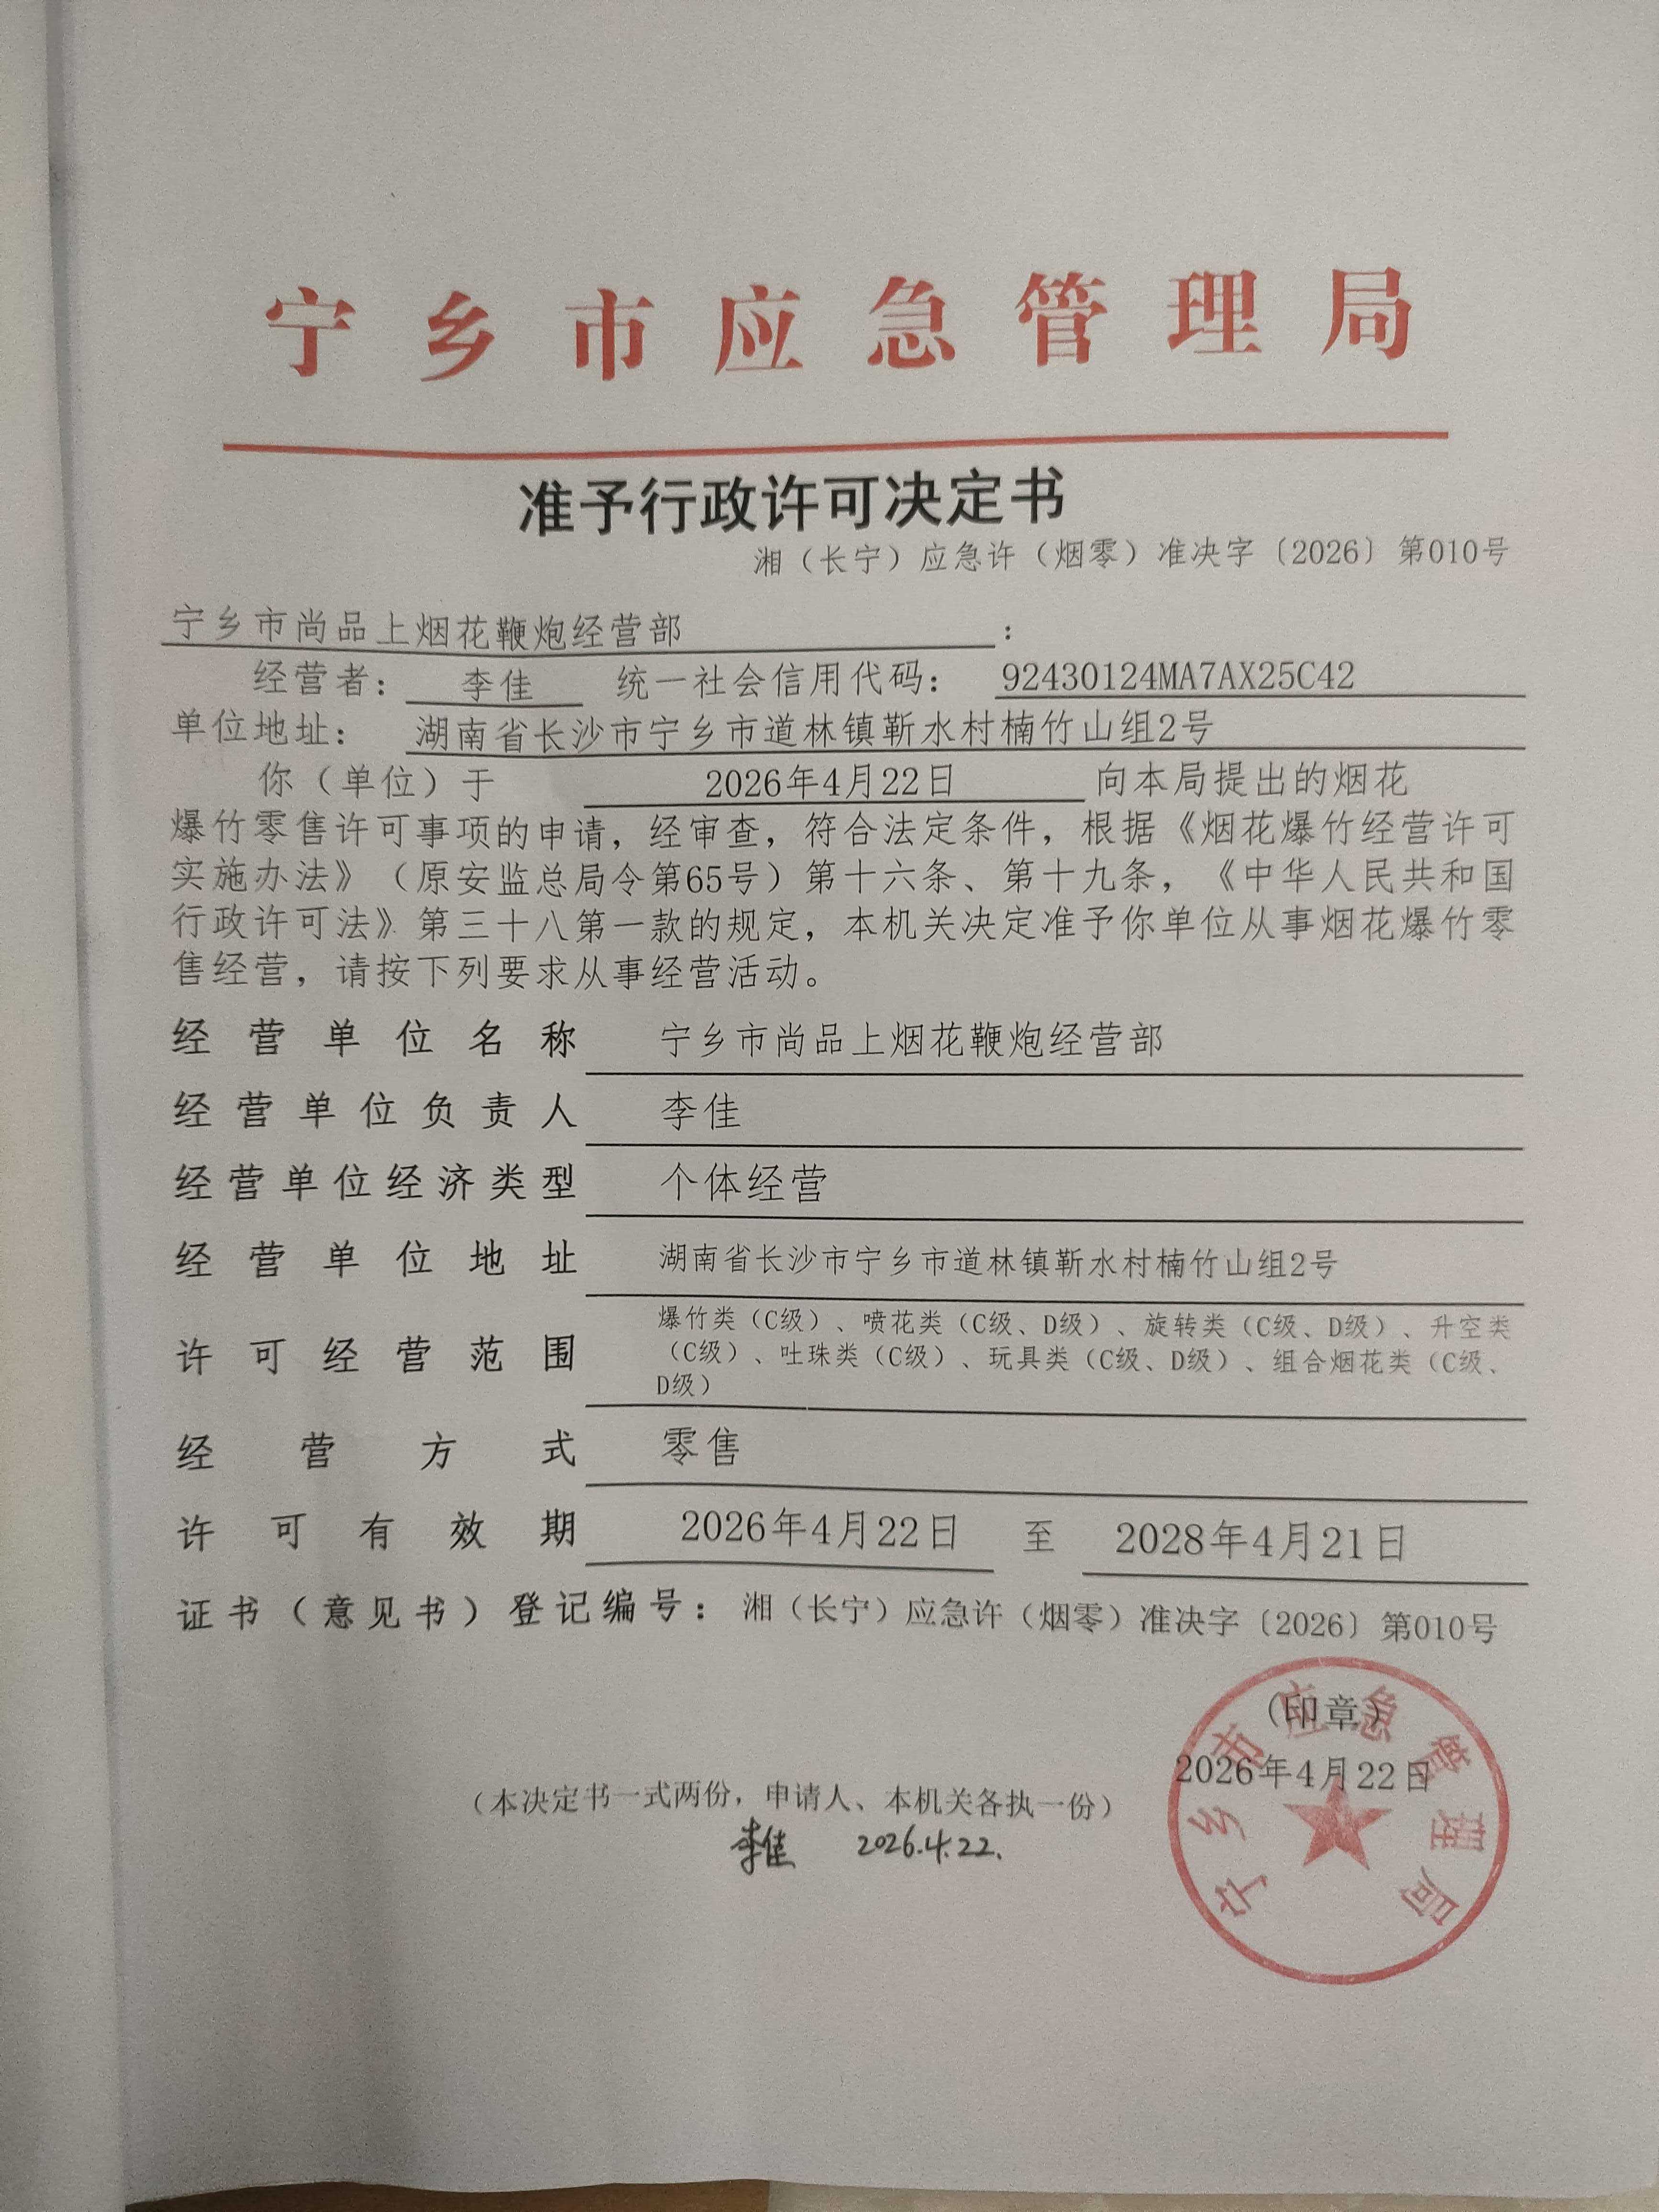 宁乡市应急管理局
准予行政许可决定书
湘（长宁）应急许（烟零）准决字〔2026〕第010号
宁乡市尚品上烟花鞭炮经营部：
经营者： 李佳 统一社会信用代码： 92430124MA7AX25C42
单位地址： 湖南省长沙市宁乡市道林镇靳水村楠竹山组2号
你（单位）于 2026年4月22日 向本局提出的烟花
爆竹零售许可事项的申请，经审查，符合法定条件，根据《烟花爆竹经营许可
实施办法》（原安监总局令第65号）第十六条、第十九条，《中华人民共和国
行政许可法》第三十八第一款的规定，本机关决定准予你单位从事烟花爆竹零
售经营，请按下列要求从事经营活动。
经营单位名称 宁乡市尚品上烟花鞭炮经营部
经营单位负责人 李佳
经营单位经济类型 个体经营
经营单位地址 湖南省长沙市宁乡市道林镇靳水村楠竹山组2号
许可经营范围 爆竹类（C级）、喷花类（C级、D级）、旋转类（C级、D级）、升空类
（C级）、吐珠类（C级）、玩具类（C级、D级）、组合烟花类（C级、
D级）
经营方式 零售
许可有效期 2026年4月22日 至 2028年4月21日
证书（意见书）登记编号：湘（长宁）应急许（烟零）准决字〔2026〕第010号
（印章）
2026年4月22日
宁乡市应急管理局
（本决定书一式两份，申请人、本机关各执一份）
李佳 2026.4.22.